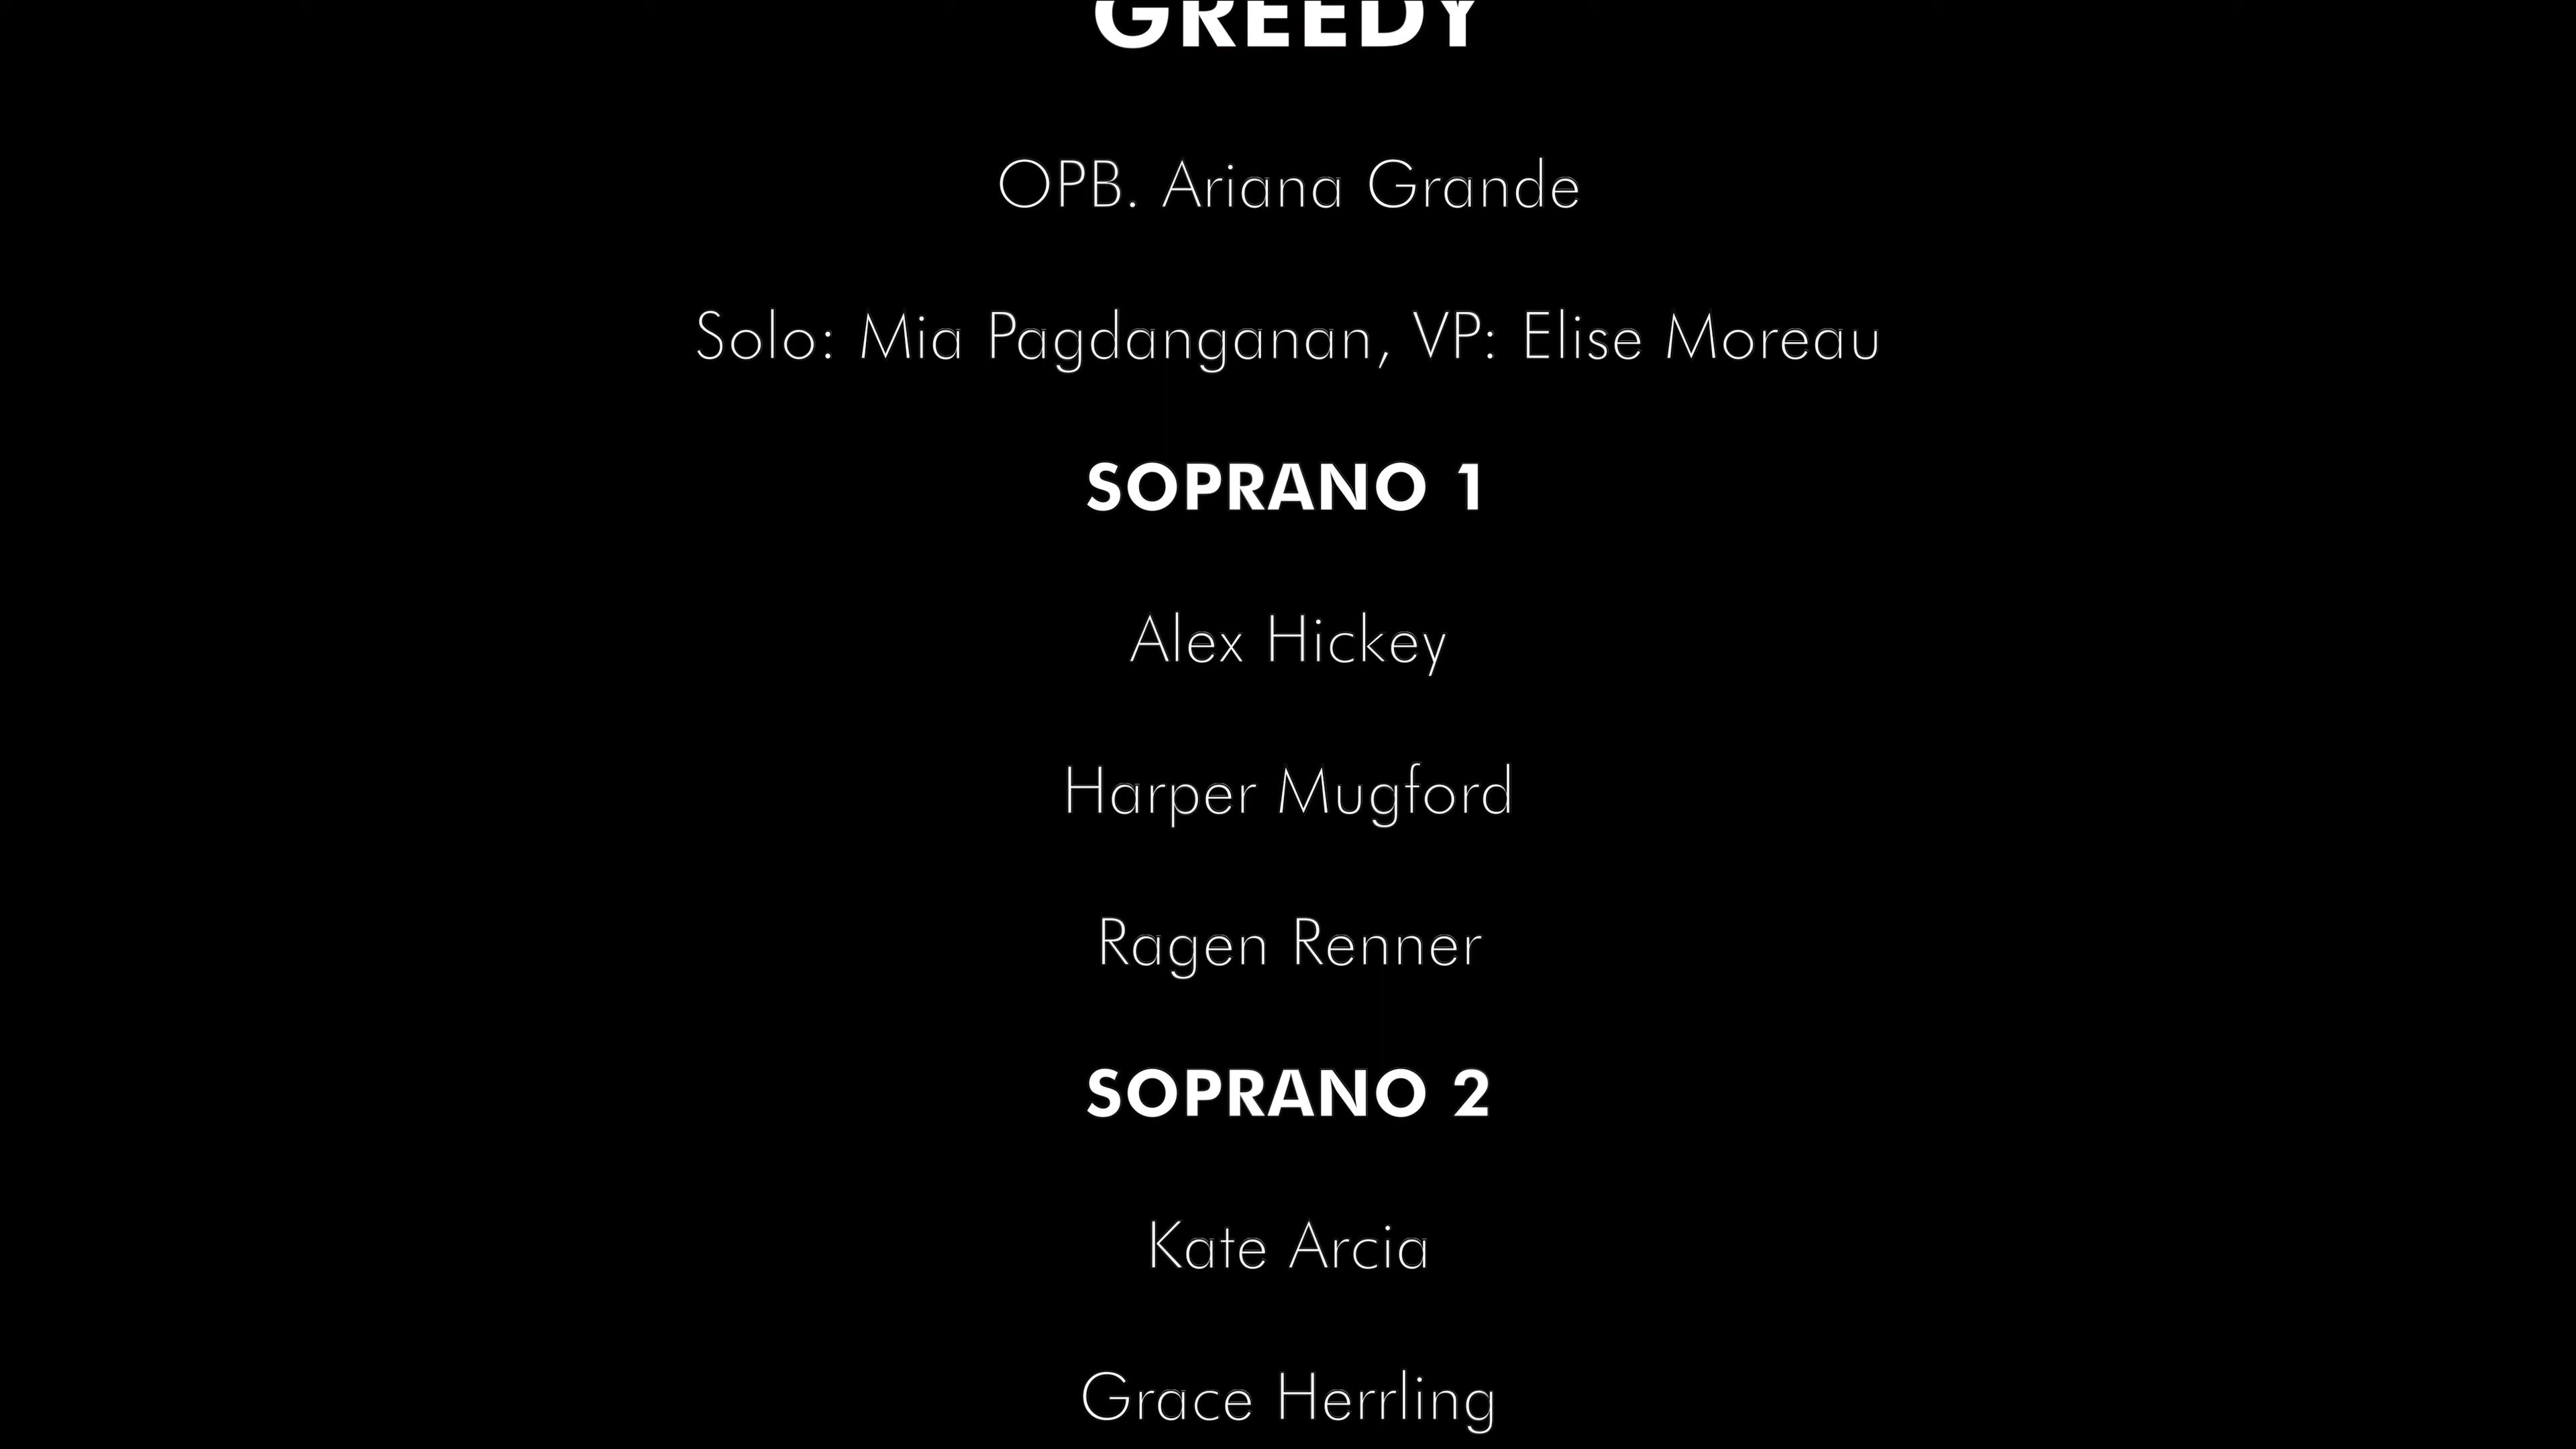 GREEDY
OPB. Ariana Grande
Solo: Mia Pagdanganan, VP: Elise Moreau
SOPRANO 1
Alex Hickey
Harper Mugford
Ragen Renner
SOPRANO 2
Kate Arcia
Grace Herrling